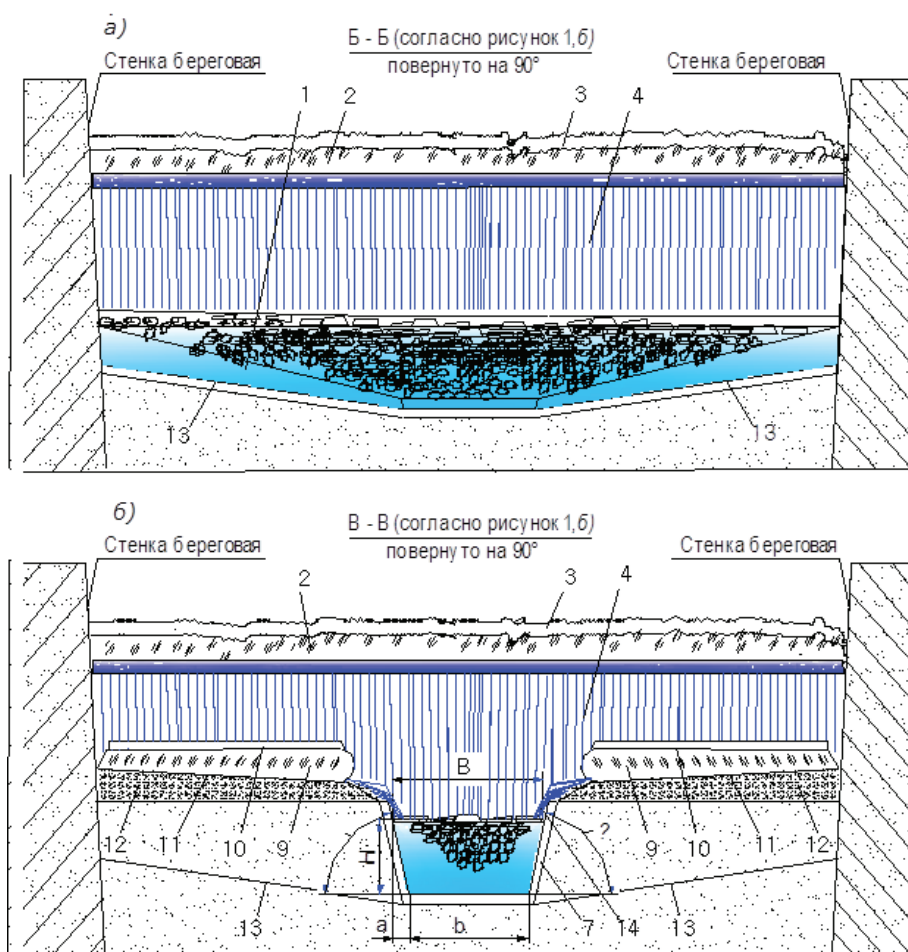 а)
Б - Б (согласно рисунок 1,б)
повернуто на 90°
Стенка береговая
Стенка береговая
1
2
3
4
13
13
б)
В - В (согласно рисунок 1,б)
повернуто на 90°
Стенка береговая
Стенка береговая
2
3
4
В
?
H
12
11
10
9
9
10
11
12
13
a
b
7
14
13